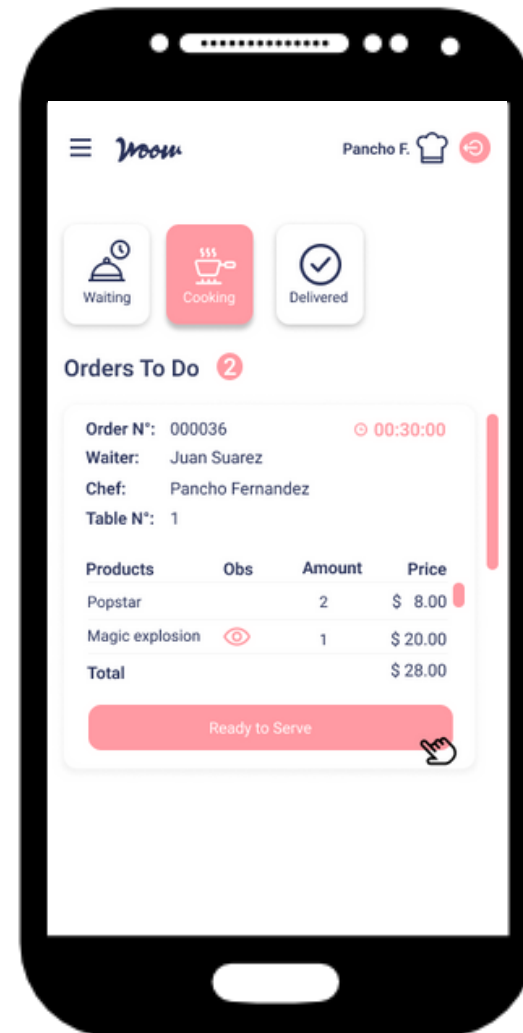 Woow
Pancho F.
Waiting
Cooking
Delivered
Orders To Do 2
Order N°: 000036 00:30:00
Waiter: Juan Suarez
Chef: Pancho Fernandez
Table N°: 1
Products Obs Amount Price
Popstar 2 $ 8.00
Magic explosion 1 $ 20.00
Total $ 28.00
Ready to Serve